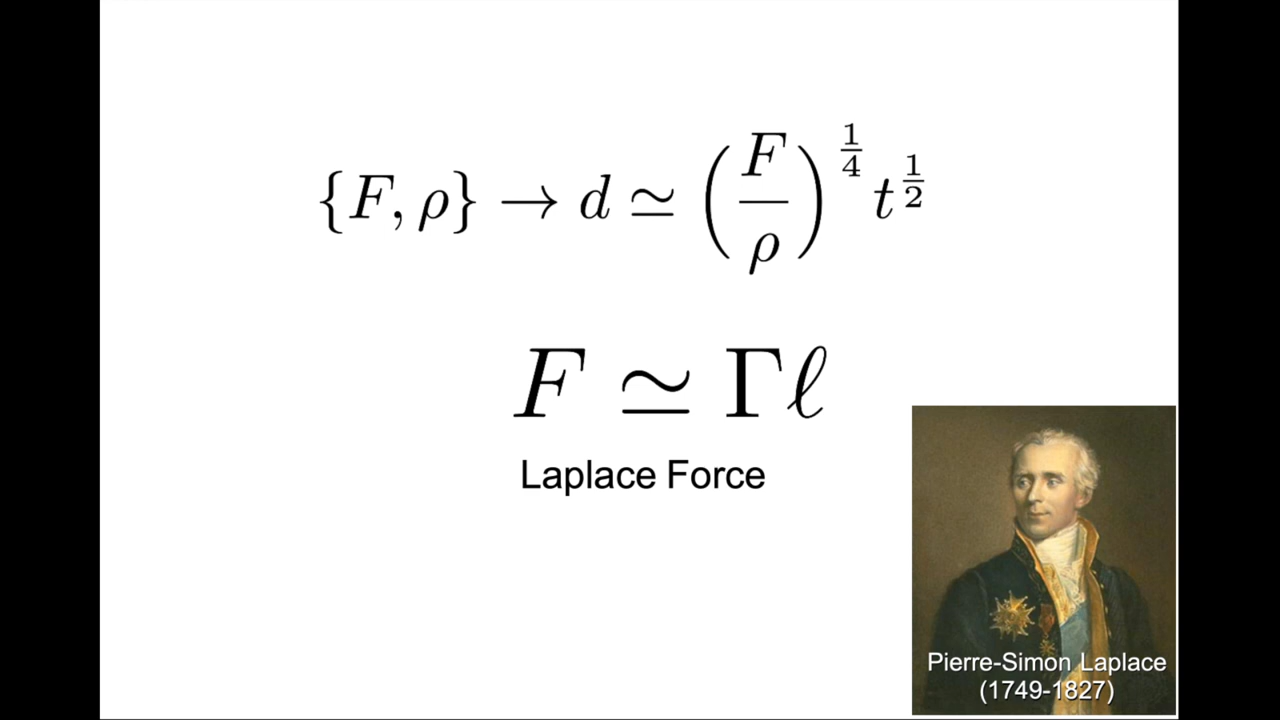 {F, ρ} → d ≃ (F/ρ)^{1/4} t^{1/2}
F ≃ Γℓ
Laplace Force
Pierre-Simon Laplace
(1749-1827)